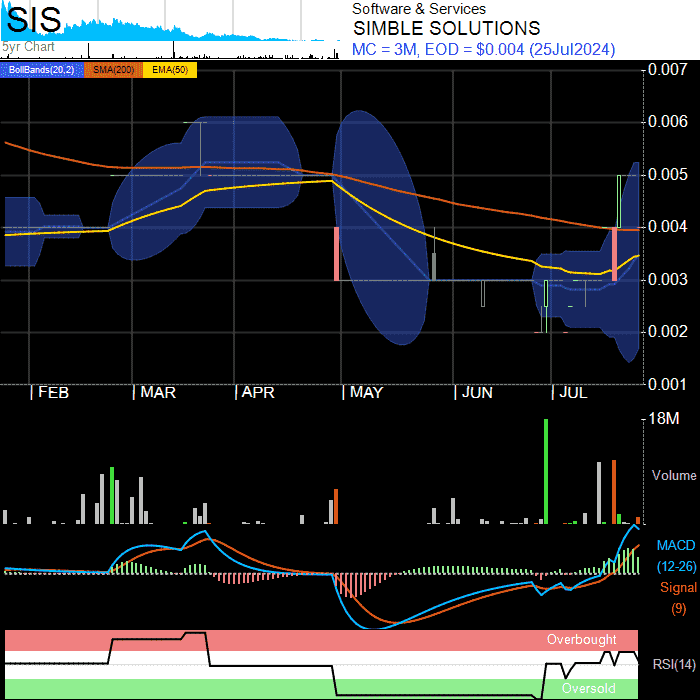 SIS
5yr Chart
Software & Services
SIMBLE SOLUTIONS
MC = 3M, EOD = $0.004 (25Jul2024)
BollBands(20,2) SMA(200) EMA(50)
0.007
0.006
0.005
0.004
0.003
0.002
0.001
FEB MAR APR MAY JUN JUL
18M
Volume
MACD
(12-26)
Signal
(9)
Overbought
RSI(14)
Oversold